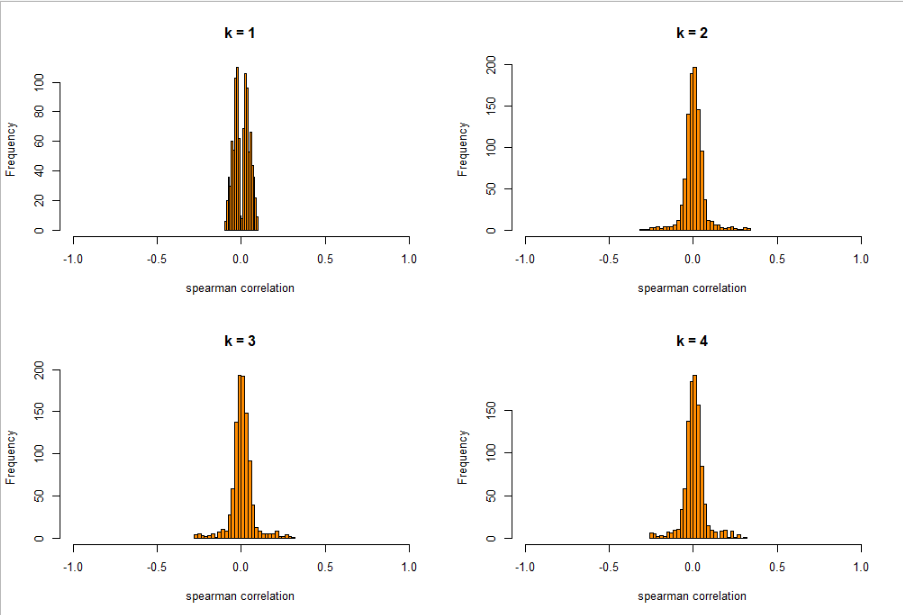 k = 1
Frequency
0 20 40 60 80 100
-1.0 -0.5 0.0 0.5 1.0
spearman correlation
k = 2
Frequency
0 50 100 150 200
-1.0 -0.5 0.0 0.5 1.0
spearman correlation
k = 3
Frequency
0 50 100 150 200
-1.0 -0.5 0.0 0.5 1.0
spearman correlation
k = 4
Frequency
0 50 100 150
-1.0 -0.5 0.0 0.5 1.0
spearman correlation